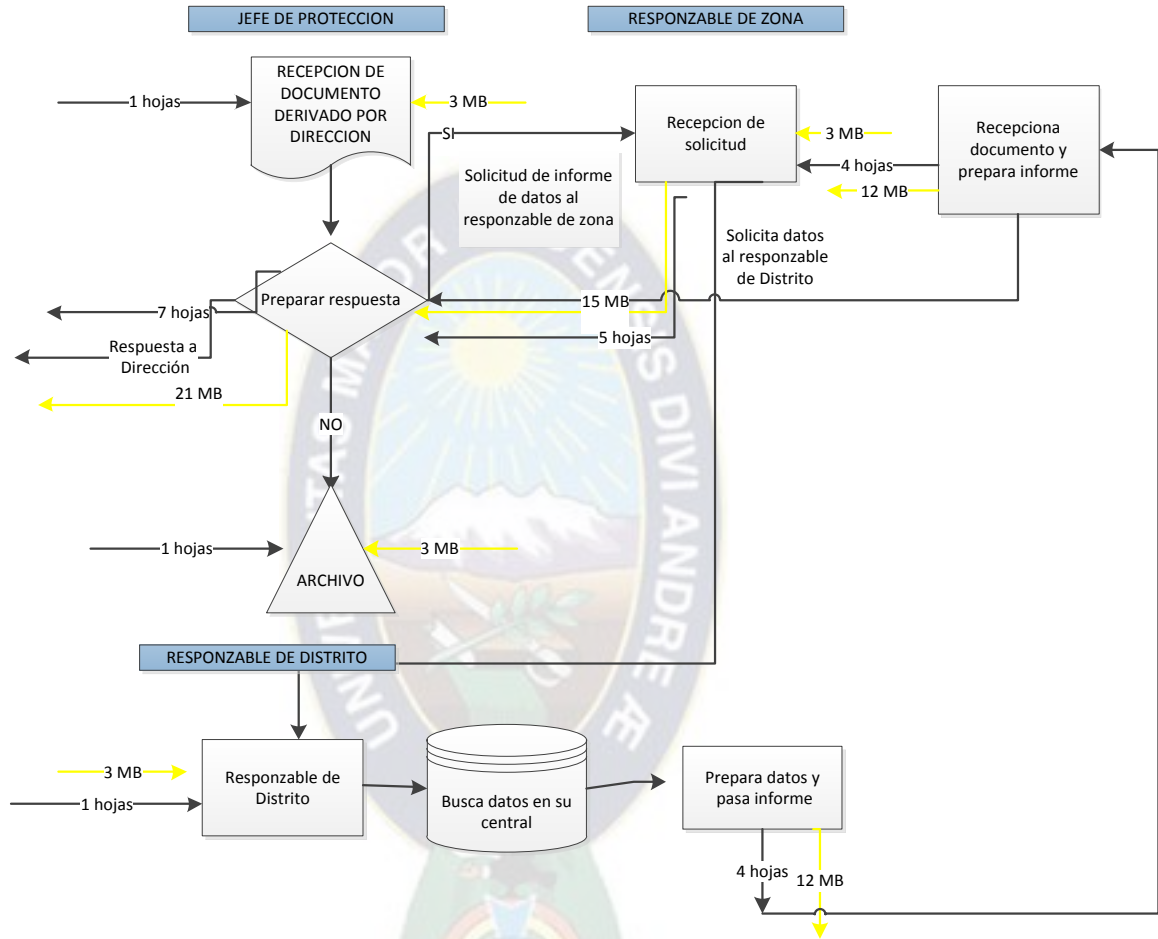 JEFE DE PROTECCION
RESPONZABLE DE ZONA
RECEPCION DE
DOCUMENTO
DERIVADO POR
DIRECCION
1 hojas
3 MB
SI
Recepcion de
solicitud
3 MB
4 hojas
12 MB
Recepciona
documento y
prepara informe
Solicitud de informe
de datos al
responzable de zona
Solicita datos
al responzable
de Distrito
Preparar respuesta
7 hojas
Respuesta a
Dirección
21 MB
15 MB
5 hojas
NO
1 hojas
3 MB
ARCHIVO
RESPONZABLE DE DISTRITO
3 MB
1 hojas
Responzable de
Distrito
Busca datos en su
central
Prepara datos y
pasa informe
4 hojas
12 MB